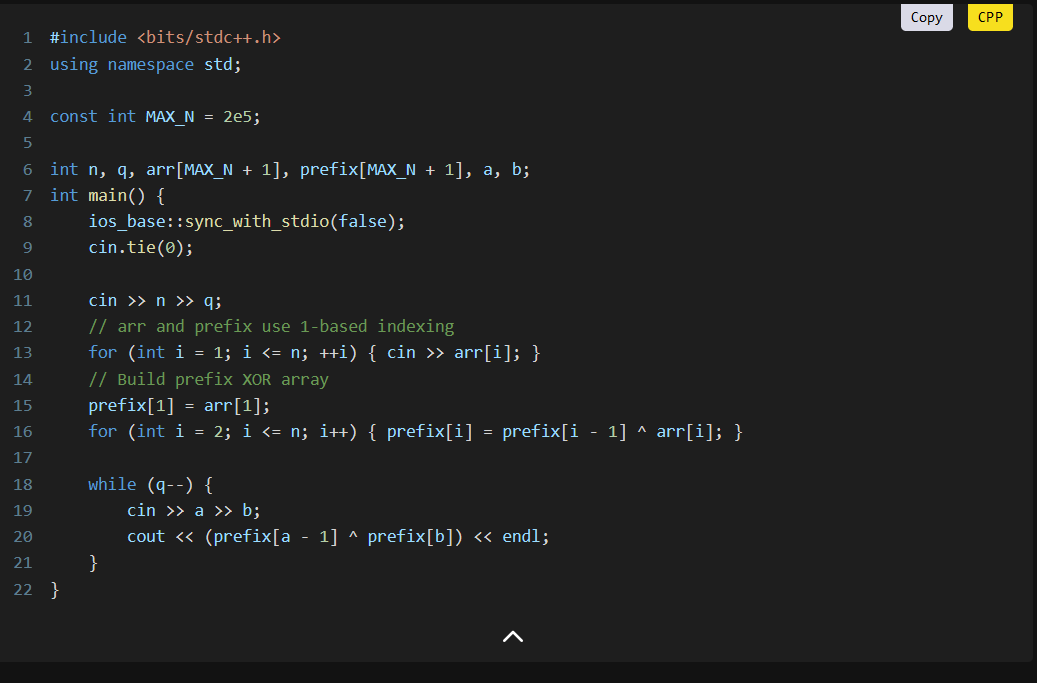 Copy CPP
1 #include <bits/stdc++.h>
2 using namespace std;
3
4 const int MAX_N = 2e5;
5
6 int n, q, arr[MAX_N + 1], prefix[MAX_N + 1], a, b;
7 int main() {
8     ios_base::sync_with_stdio(false);
9     cin.tie(0);
10
11     cin >> n >> q;
12     // arr and prefix use 1-based indexing
13     for (int i = 1; i <= n; ++i) { cin >> arr[i]; }
14     // Build prefix XOR array
15     prefix[1] = arr[1];
16     for (int i = 2; i <= n; i++) { prefix[i] = prefix[i - 1] ^ arr[i]; }
17
18     while (q--) {
19         cin >> a >> b;
20         cout << (prefix[a - 1] ^ prefix[b]) << endl;
21     }
22 }